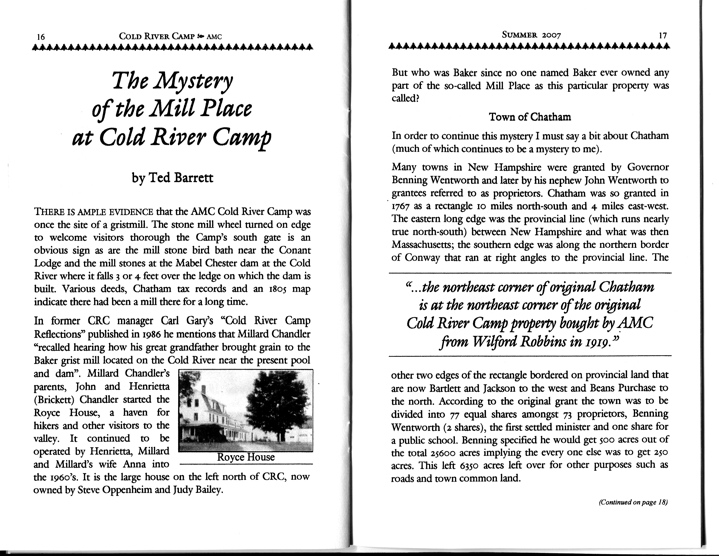 16 COLD RIVER CAMP ❧ AMC
The Mystery
of the Mill Place
at Cold River Camp
by Ted Barrett
THERE IS AMPLE EVIDENCE that the AMC Cold River Camp was
once the site of a gristmill. The stone mill wheel turned on edge
to welcome visitors thorough the Camp's south gate is an
obvious sign as are the mill stone bird bath near the Conant
Lodge and the mill stones at the Mabel Chester dam at the Cold
River where it falls 3 or 4 feet over the ledge on which the dam is
built. Various deeds, Chatham tax records and an 1805 map
indicate there had been a mill there for a long time.
In former CRC manager Carl Gary's "Cold River Camp
Reflections" published in 1986 he mentions that Millard Chandler
"recalled hearing how his great grandfather brought grain to the
Baker grist mill located on the Cold River near the present pool
and dam". Millard Chandler's
parents, John and Henrietta
(Brickett) Chandler started the
Royce House, a haven for
hikers and other visitors to the
valley. It continued to be
operated by Henrietta, Millard
and Millard's wife Anna into
Royce House
the 1960's. It is the large house on the left north of CRC, now
owned by Steve Oppenheim and Judy Bailey.
SUMMER 2007 17
But who was Baker since no one named Baker ever owned any
part of the so-called Mill Place as this particular property was
called?
Town of Chatham
In order to continue this mystery I must say a bit about Chatham
(much of which continues to be a mystery to me).
Many towns in New Hampshire were granted by Governor
Benning Wentworth and later by his nephew John Wentworth to
grantees referred to as proprietors. Chatham was so granted in
1767 as a rectangle 10 miles north-south and 4 miles east-west.
The eastern long edge was the provincial line (which runs nearly
true north-south) between New Hampshire and what was then
Massachusetts; the southern edge was along the northern border
of Conway that ran at right angles to the provincial line. The
"...the northeast corner of original Chatham
is at the northeast corner of the original
Cold River Camp property bought by AMC
from Wilford Robbins in 1919."
other two edges of the rectangle bordered on provincial land that
are now Bartlett and Jackson to the west and Beans Purchase to
the north. According to the original grant the town was to be
divided into 77 equal shares amongst 73 proprietors, Benning
Wentworth (2 shares), the first settled minister and one share for
a public school. Benning specified he would get 500 acres out of
the total 25600 acres implying the every one else was to get 250
acres. This left 6350 acres left over for other purposes such as
roads and town common land.
(Continued on page 18)